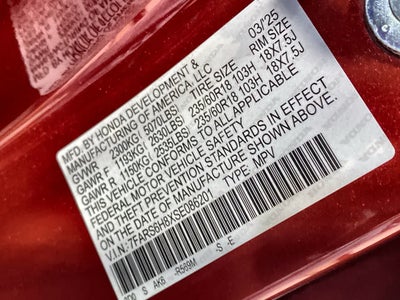 MFD. BY HONDA DEVELOPMENT & 03/'25
MANUFACTURING OF AMERICA, LLC
GVWR 2300KG 5070LBS TIRE SIZE RIM SIZE
GAWR F 1193KG 2630LBS 235/60R18 103H 18X7.5J
GAWR R 1150KG 2535LBS 235/60R18 103H 18X7.5J
THIS VEHICLE CONFORMS TO ALL APPLICABLE
FEDERAL MOTOR VEHICLE SAFETY
AND THEFT PREVENTION STANDARDS IN EFFECT
ON THE DATE OF MANUFACTURE SHOWN ABOVE.
V.I.N: TYPE: MPV
S AK6 -R569M -S -E